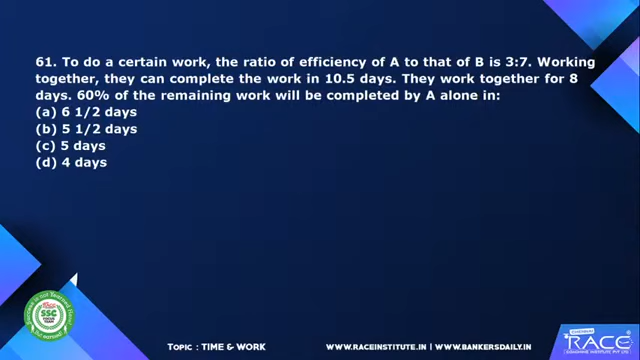 61. To do a certain work, the ratio of efficiency of A to that of B is 3:7. Working
together, they can complete the work in 10.5 days. They work together for 8
days. 60% of the remaining work will be completed by A alone in:
(a) 6 1/2 days
(b) 5 1/2 days
(c) 5 days
(d) 4 days
SSC
TOPIC : TIME & WORK
WWW.RACEINSTITUTE.IN | WWW.BANKERSDAILY.IN
RACE